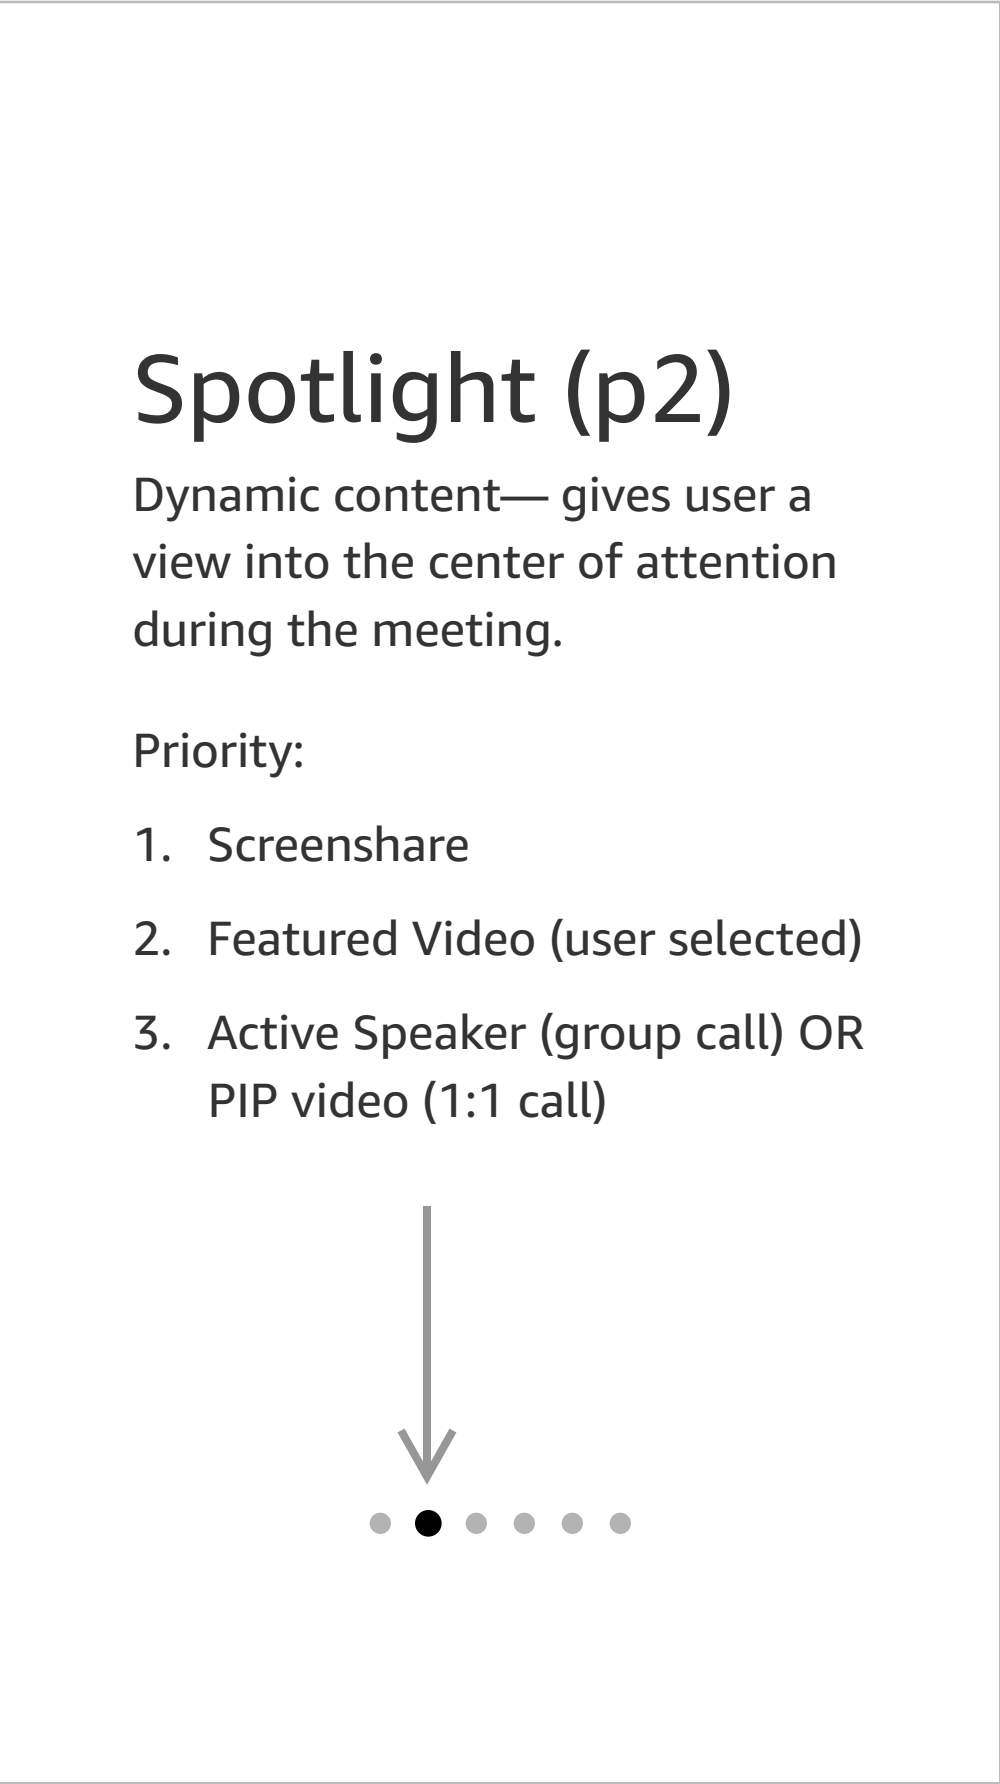 Spotlight (p2)
Dynamic content— gives user a
view into the center of attention
during the meeting.
Priority:
1. Screenshare
2. Featured Video (user selected)
3. Active Speaker (group call) OR
PIP video (1:1 call)